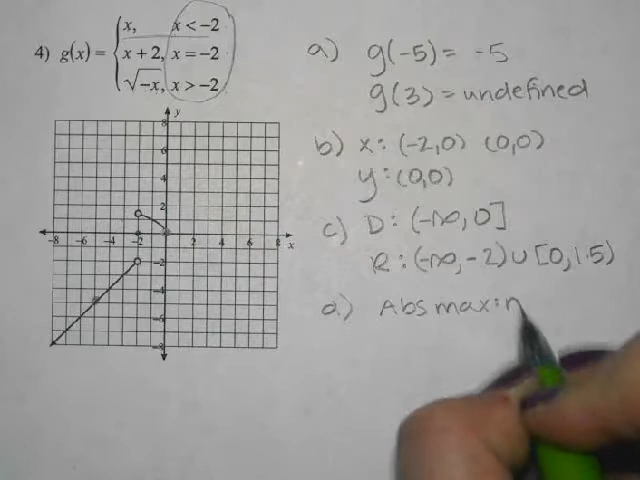 4) g(x) = { x, x < −2
x + 2, x = −2
√−x, x > −2
a) g(-5) = -5
g(3) = undefined
b) x: (-2,0) (0,0)
y: (0,0)
c) D: (-∞, 0]
R: (-∞, -2) ∪ [0, 1.5)
d) Abs max: n
y
8
6
4
2
-8 -6 -4 -2 2 4 6 8 x
-2
-4
-6
-8